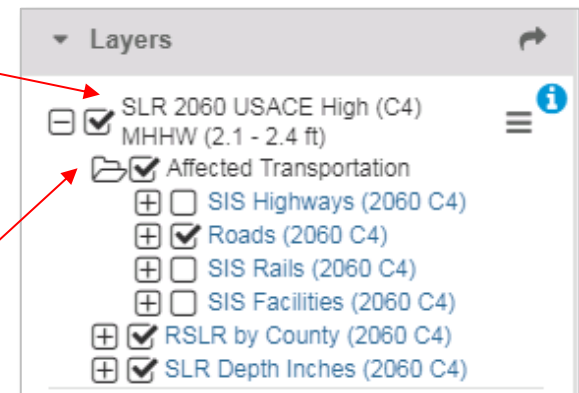 Layers
SLR 2060 USACE High (C4)
MHHW (2.1 - 2.4 ft)
Affected Transportation
SIS Highways (2060 C4)
Roads (2060 C4)
SIS Rails (2060 C4)
SIS Facilities (2060 C4)
RSLR by County (2060 C4)
SLR Depth Inches (2060 C4)